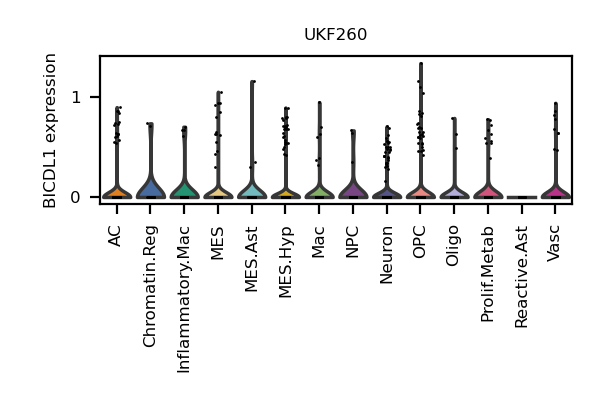 UKF260
BICDL1 expression
1
0
AC
Chromatin.Reg
Inflammatory.Mac
MES
MES.Ast
MES.Hyp
Mac
NPC
Neuron
OPC
Oligo
Prolif.Metab
Reactive.Ast
Vasc